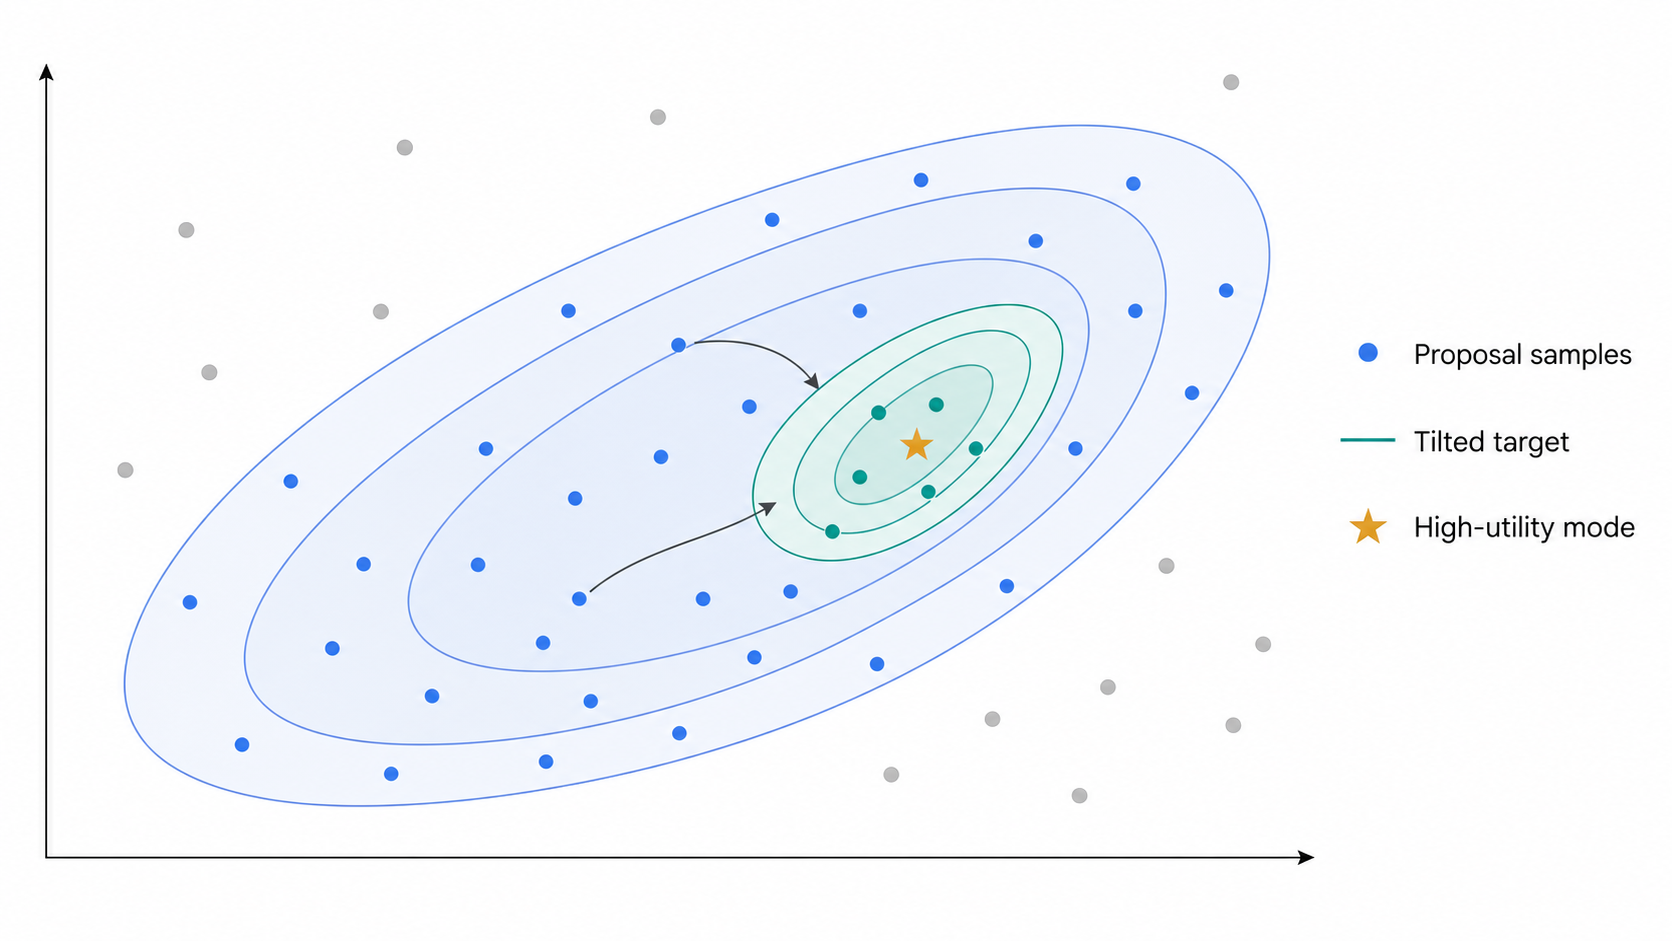 Proposal samples
Tilted target
High-utility mode